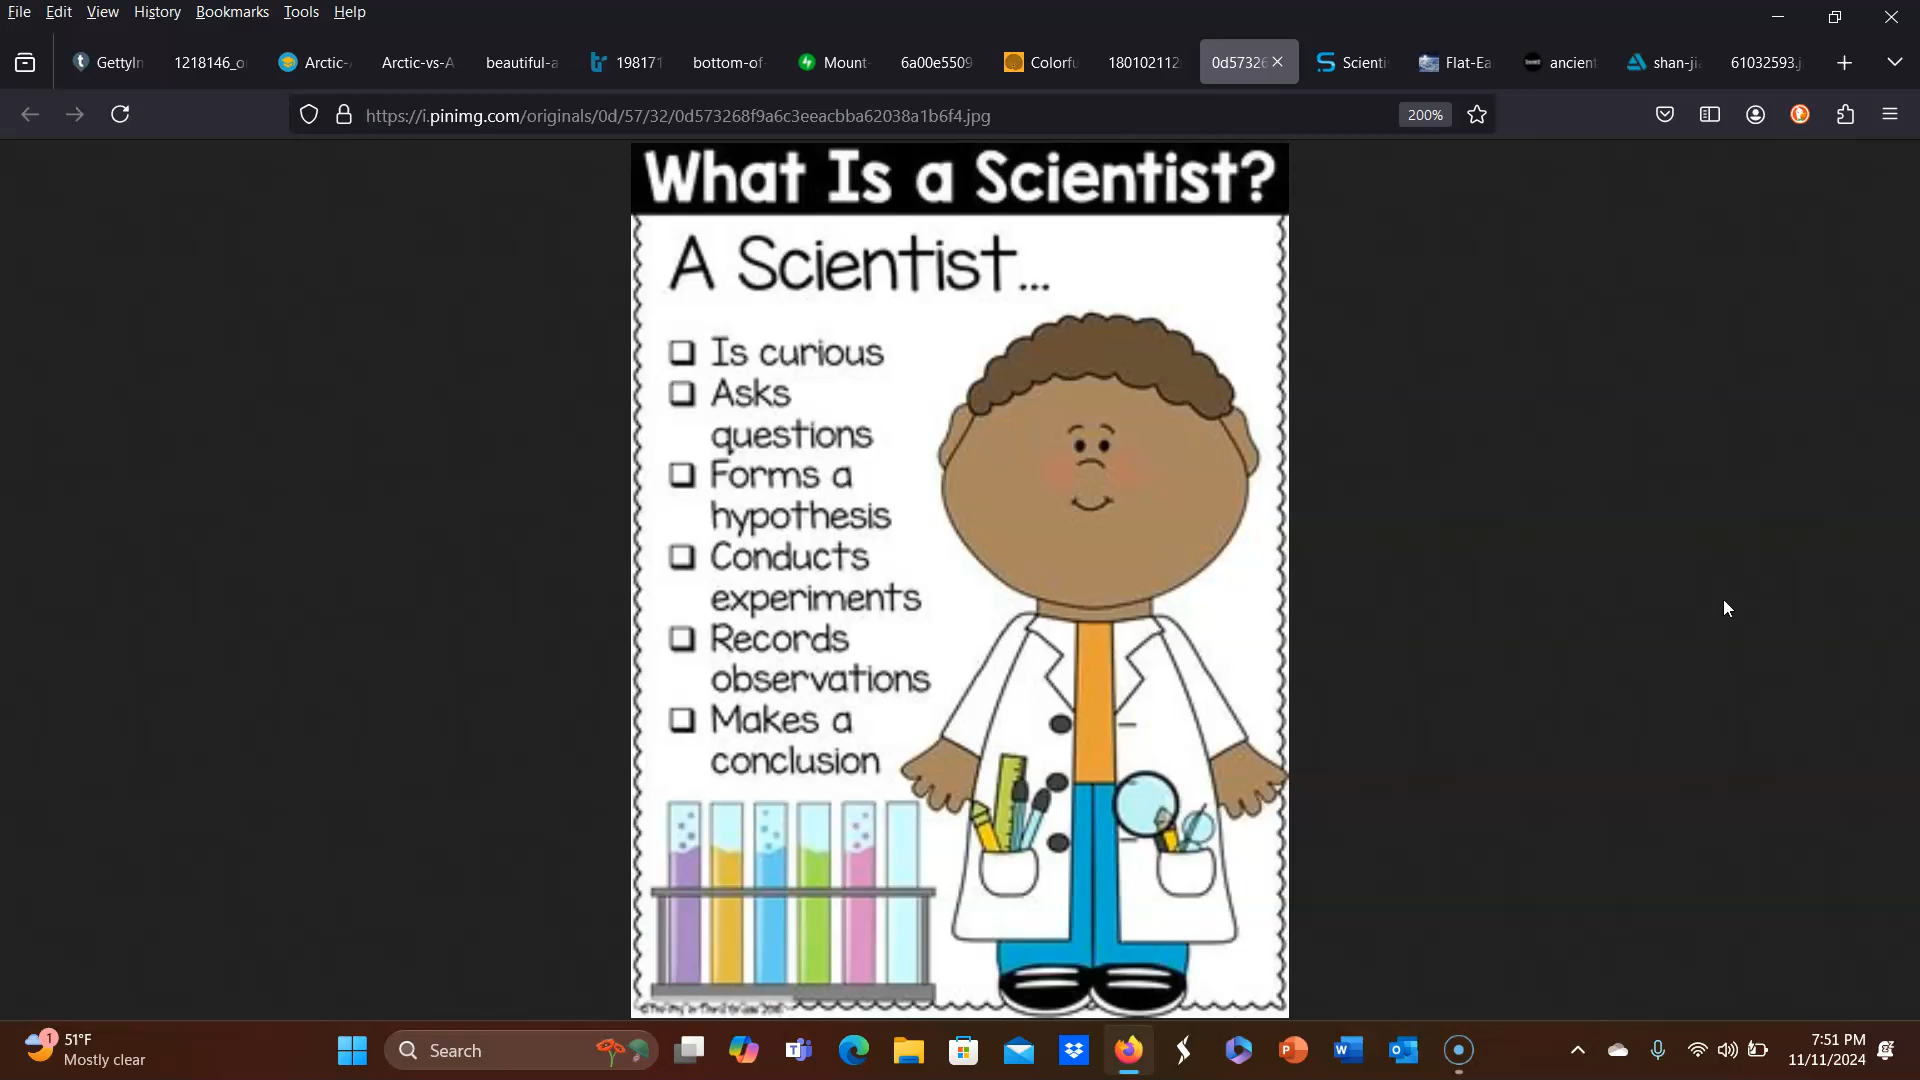 File Edit View History Bookmarks Tools Help
GettyIn
1218146_o
Arctic-
Arctic-vs-A
beautiful-a
198171
bottom-of-
Mount-
6a00e5509
Colorfu
180102112
0d57326
Scienti
Flat-Ea
ancient
shan-jia
61032593.j
https://i.pinimg.com/originals/0d/57/32/0d573268f9a6c3eeacbba62038a1b6f4.jpg
200%
What Is a Scientist?
A Scientist...
Is curious
Asks
questions
Forms a
hypothesis
Conducts
experiments
Records
observations
Makes a
conclusion
1
51°F
Mostly clear
Search
7:51 PM
11/11/2024